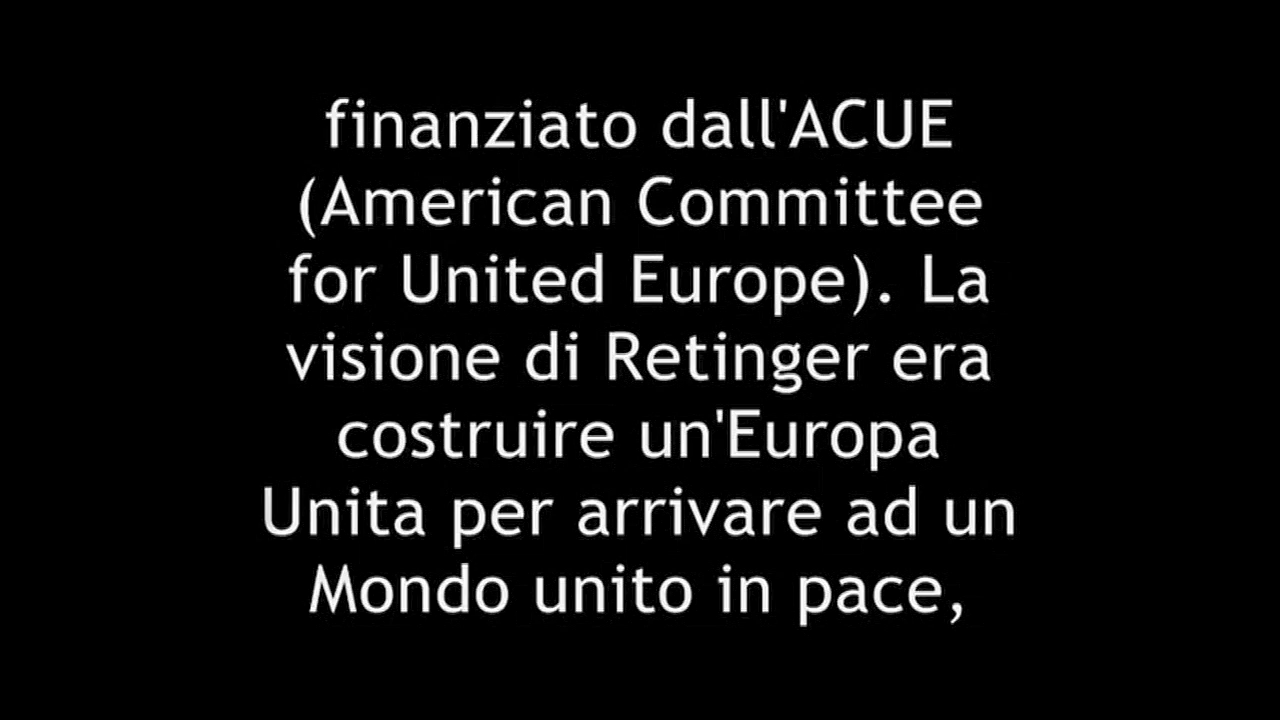 finanziato dall'ACUE
(American Committee
for United Europe). La
visione di Retinger era
costruire un'Europa
Unita per arrivare ad un
Mondo unito in pace,